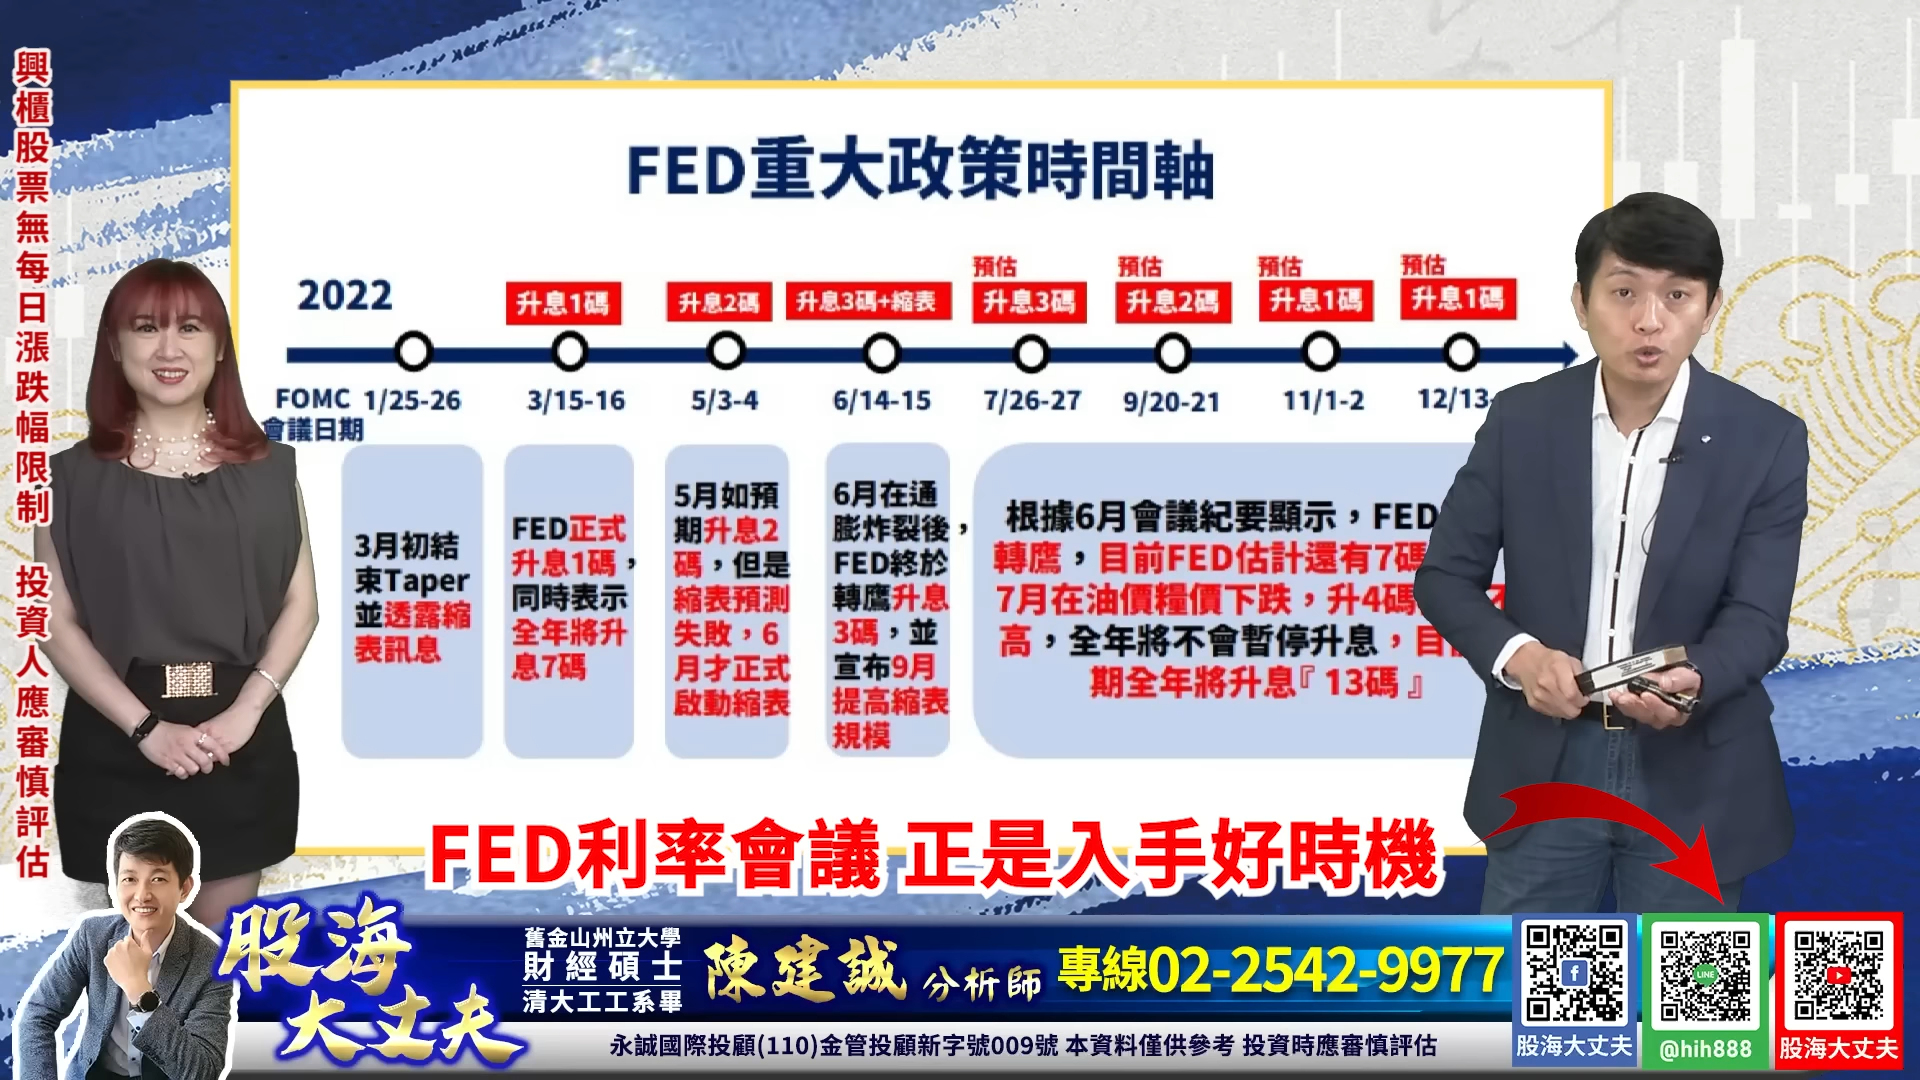 興櫃股票無每日漲跌幅限制 投資人應審慎評估
FED重大政策時間軸
2022
升息1碼
升息2碼
升息3碼+縮表
預估
升息3碼
預估
升息2碼
預估
升息1碼
預估
升息1碼
FOMC
會議日期
1/25-26
3/15-16
5/3-4
6/14-15
7/26-27
9/20-21
11/1-2
12/13-
3月初結
束Taper
並透露縮
表訊息
FED正式
升息1碼，
同時表示
全年將升
息7碼
5月如預
期升息2
碼，但是
縮表預測
失敗，6
月才正式
啟動縮表
6月在通
膨炸裂後，
FED終於
轉鷹升息
3碼，並
宣布9月
提高縮表
規模
根據6月會議紀要顯示，FED
轉鷹，目前FED估計還有7碼
7月在油價糧價下跌，升4碼
高，全年將不會暫停升息，目
期全年將升息『13碼』
FED利率會議 正是入手好時機
股海
大丈夫
舊金山州立大學
財經碩士
清大工工系畢
陳建誠 分析師
專線02-2542-9977
永誠國際投顧(110)金管投顧新字號009號 本資料僅供參考 投資時應審慎評估
股海大丈夫
LINE
@hih888
股海大丈夫